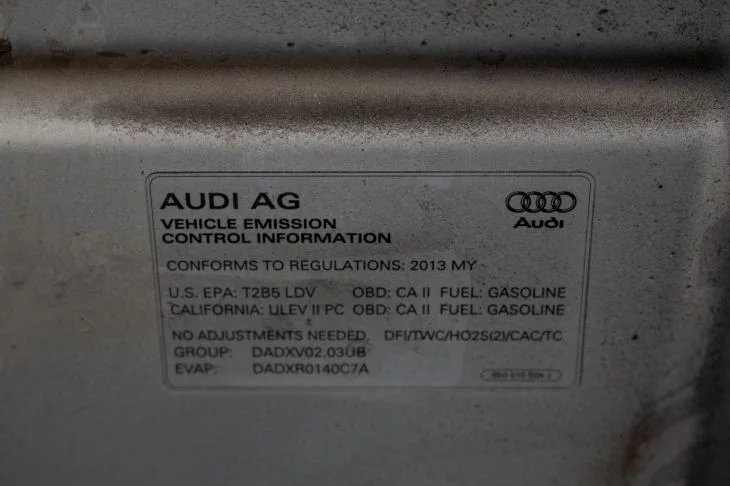 AUDI AG
Audi
VEHICLE EMISSION
CONTROL INFORMATION
CONFORMS TO REGULATIONS: 2013 MY
U.S. EPA: T2B5 LDV OBD: CA II FUEL: GASOLINE
CALIFORNIA: ULEV II PC OBD: CA II FUEL: GASOLINE
NO ADJUSTMENTS NEEDED. DFI/TWC/HO2S(2)/CAC/TC
GROUP: DADXV02.03UB
EVAP: DADXR0140C7A